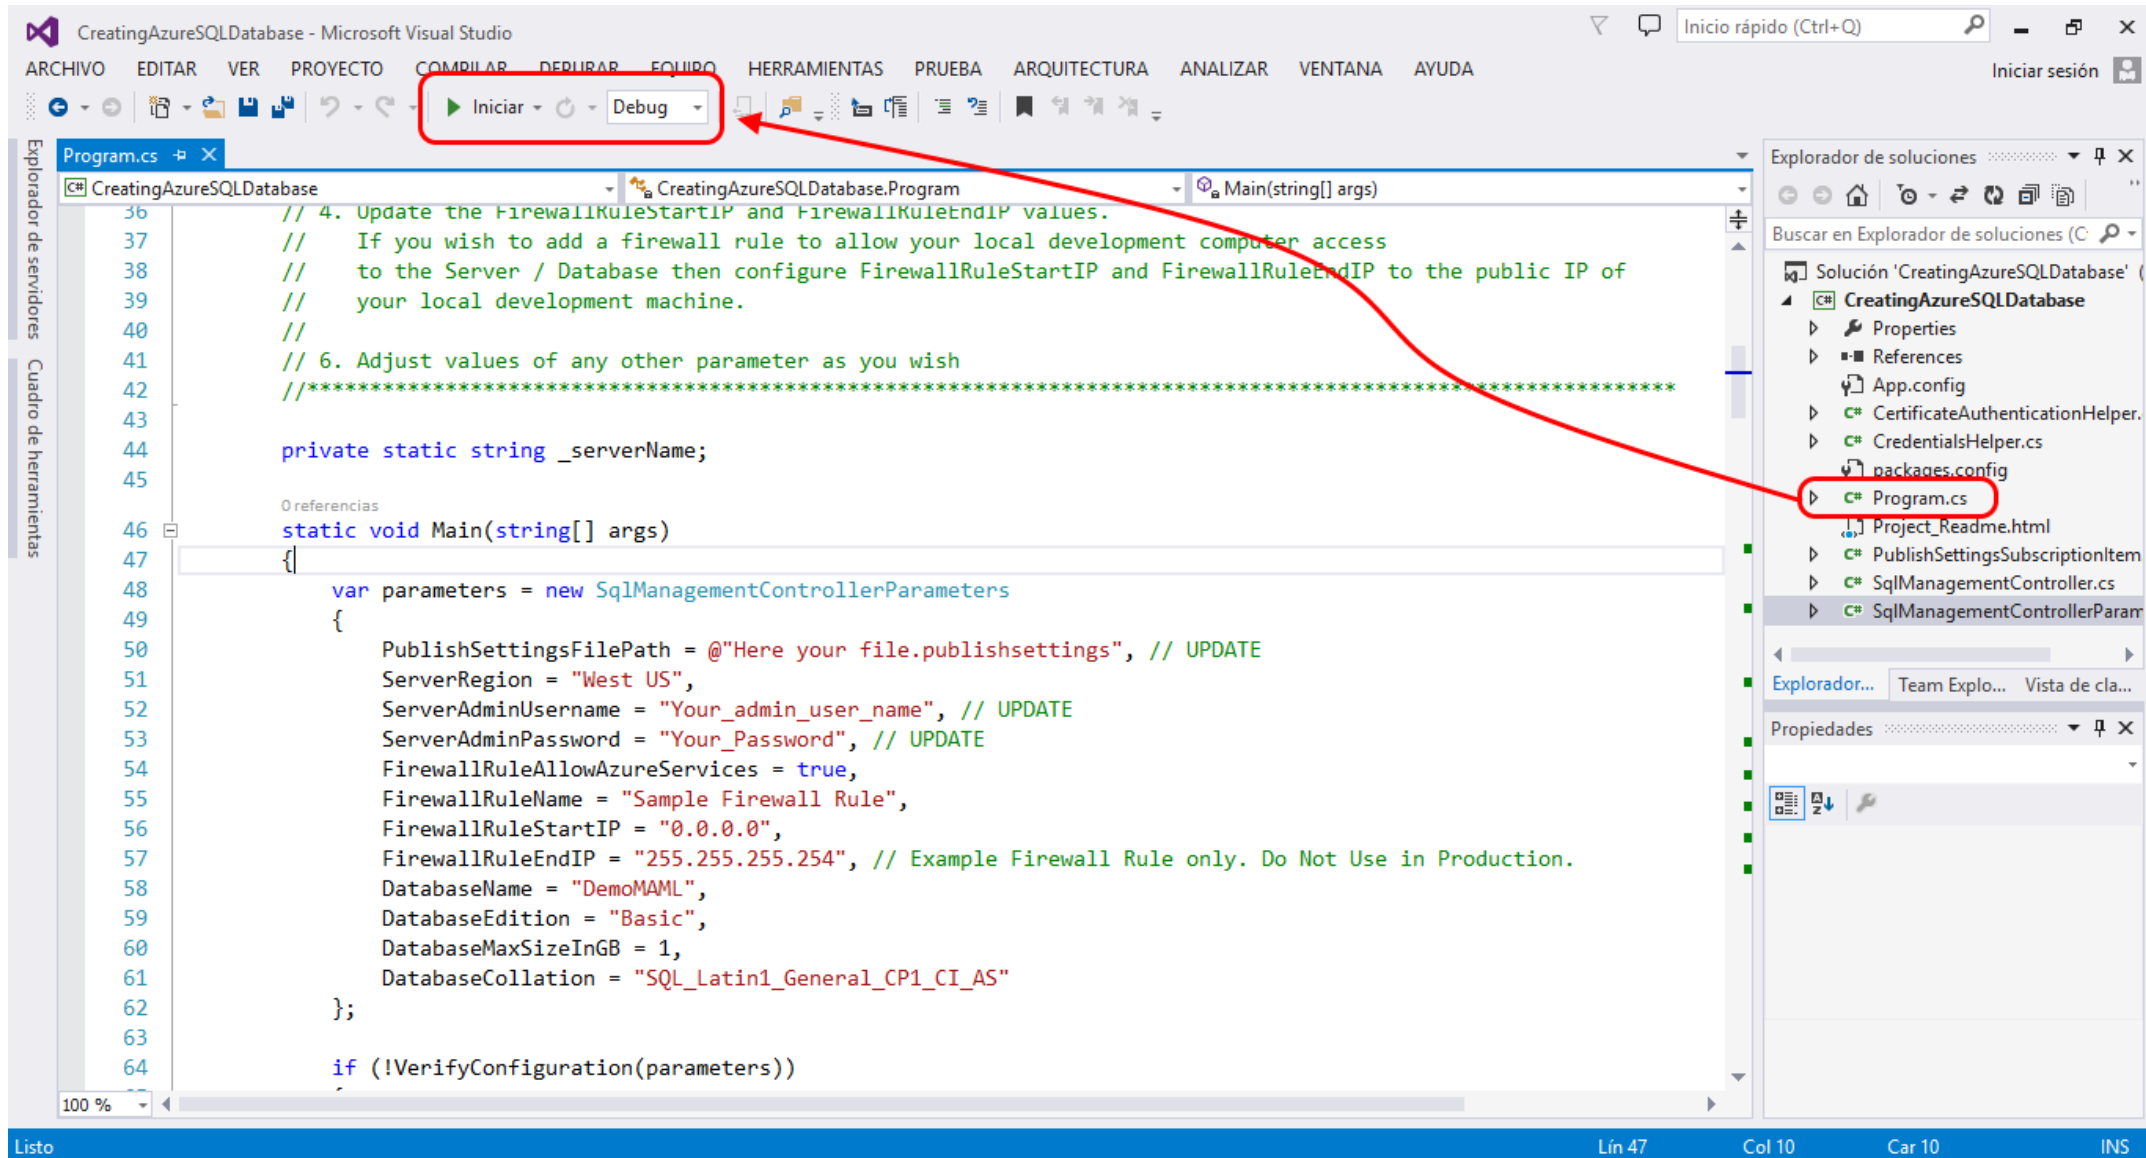 CreatingAzureSQLDatabase - Microsoft Visual Studio
Inicio rápido (Ctrl+Q)
ARCHIVO EDITAR VER PROYECTO COMPILAR DEPURAR EQUIPO HERRAMIENTAS PRUEBA ARQUITECTURA ANALIZAR VENTANA AYUDA
Iniciar sesión
Iniciar Debug
Explorador de servidores
Cuadro de herramientas
Program.cs
CreatingAzureSQLDatabase CreatingAzureSQLDatabase.Program Main(string[] args)
36 // 4. Update the FirewallRuleStartIP and FirewallRuleEndIP values.
37 // If you wish to add a firewall rule to allow your local development computer access
38 // to the Server / Database then configure FirewallRuleStartIP and FirewallRuleEndIP to the public IP of
39 // your local development machine.
40 //
41 // 6. Adjust values of any other parameter as you wish
42 //*************************************************************************************************************
43
44 private static string _serverName;
45
0 referencias
46 static void Main(string[] args)
47 {
48 var parameters = new SqlManagementControllerParameters
49 {
50 PublishSettingsFilePath = @"Here your file.publishsettings", // UPDATE
51 ServerRegion = "West US",
52 ServerAdminUsername = "Your_admin_user_name", // UPDATE
53 ServerAdminPassword = "Your_Password", // UPDATE
54 FirewallRuleAllowAzureServices = true,
55 FirewallRuleName = "Sample Firewall Rule",
56 FirewallRuleStartIP = "0.0.0.0",
57 FirewallRuleEndIP = "255.255.255.254", // Example Firewall Rule only. Do Not Use in Production.
58 DatabaseName = "DemoMAML",
59 DatabaseEdition = "Basic",
60 DatabaseMaxSizeInGB = 1,
61 DatabaseCollation = "SQL_Latin1_General_CP1_CI_AS"
62 };
63
64 if (!VerifyConfiguration(parameters))
100 %
Explorador de soluciones
Buscar en Explorador de soluciones (C
Solución 'CreatingAzureSQLDatabase' (
CreatingAzureSQLDatabase
Properties
References
App.config
CertificateAuthenticationHelper.
CredentialsHelper.cs
packages.config
Program.cs
Project_Readme.html
PublishSettingsSubscriptionItem
SqlManagementController.cs
SqlManagementControllerParam
Explorador... Team Explo... Vista de cla...
Propiedades
Listo Lín 47 Col 10 Car 10 INS